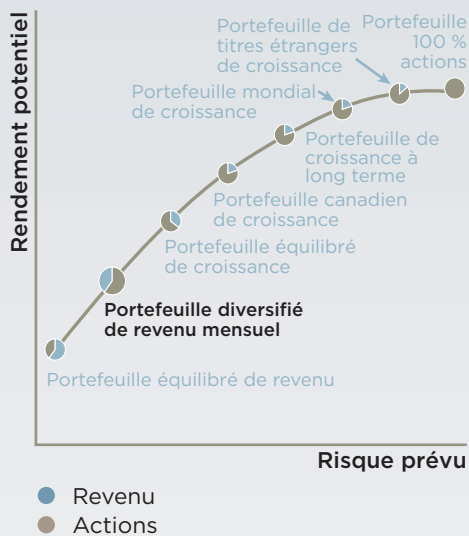 Rendement potentiel
Portefeuille de
titres étrangers
de croissance
Portefeuille
100 %
actions
Portefeuille mondial
de croissance
Portefeuille de
croissance à
long terme
Portefeuille canadien
de croissance
Portefeuille équilibré
de croissance
Portefeuille diversifié
de revenu mensuel
Portefeuille équilibré de revenu
Risque prévu
Revenu
Actions